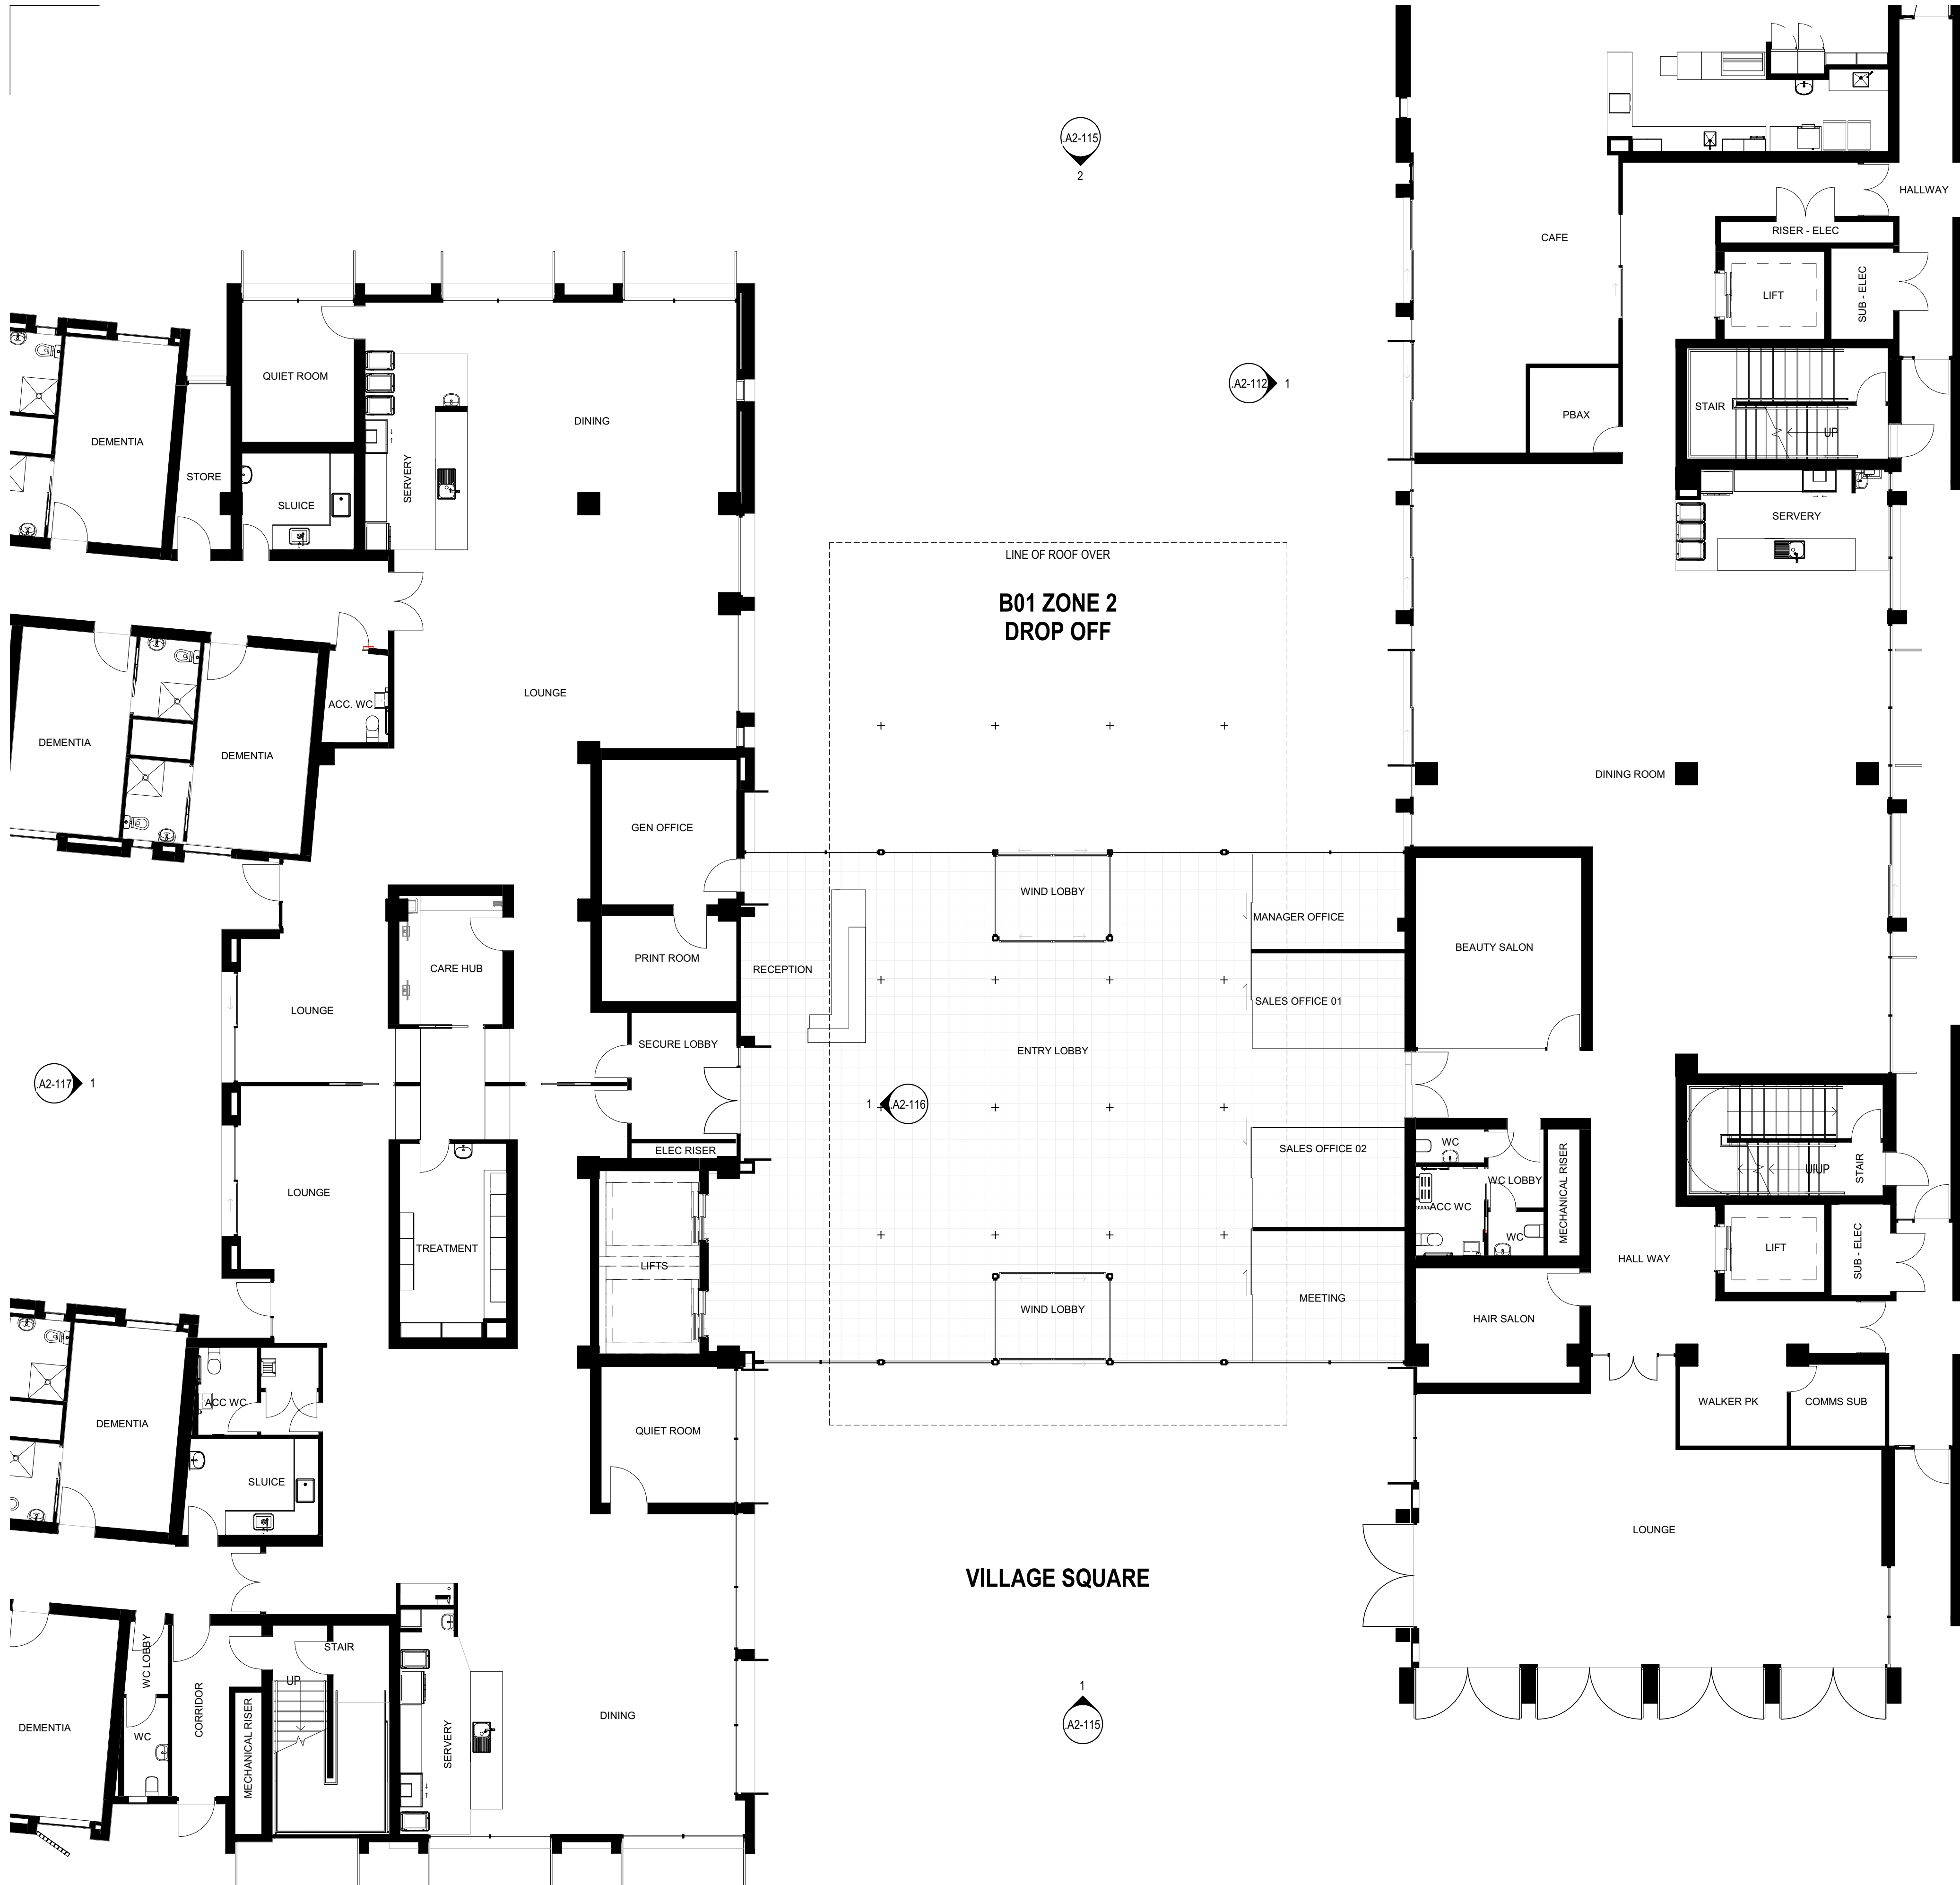 .A2-115
2
HALLWAY
RISER - ELEC
CAFE
LIFT
SUB - ELEC
QUIET ROOM
.A2-112
1
STAIR
UP
PBAX
DINING
DEMENTIA
SERVERY
STORE
SLUICE
SERVERY
LINE OF ROOF OVER
B01 ZONE 2
DROP OFF
LOUNGE
ACC. WC
DEMENTIA
DEMENTIA
DINING ROOM
GEN OFFICE
WIND LOBBY
MANAGER OFFICE
BEAUTY SALON
PRINT ROOM
CARE HUB
RECEPTION
SALES OFFICE 01
LOUNGE
SECURE LOBBY
ENTRY LOBBY
.A2-117
1
1
.A2-116
ELEC RISER
SALES OFFICE 02
WC
WC LOBBY
MECHANICAL RISER
UUP
STAIR
LOUNGE
ACC WC
WC
TREATMENT
LIFTS
HALL WAY
LIFT
SUB - ELEC
WIND LOBBY
MEETING
HAIR SALON
ACC WC
WALKER PK
COMMS SUB
DEMENTIA
QUIET ROOM
SLUICE
LOUNGE
VILLAGE SQUARE
WC LOBBY
STAIR
UP
CORRIDOR
MECHANICAL RISER
DEMENTIA
WC
SERVERY
DINING
1
.A2-115